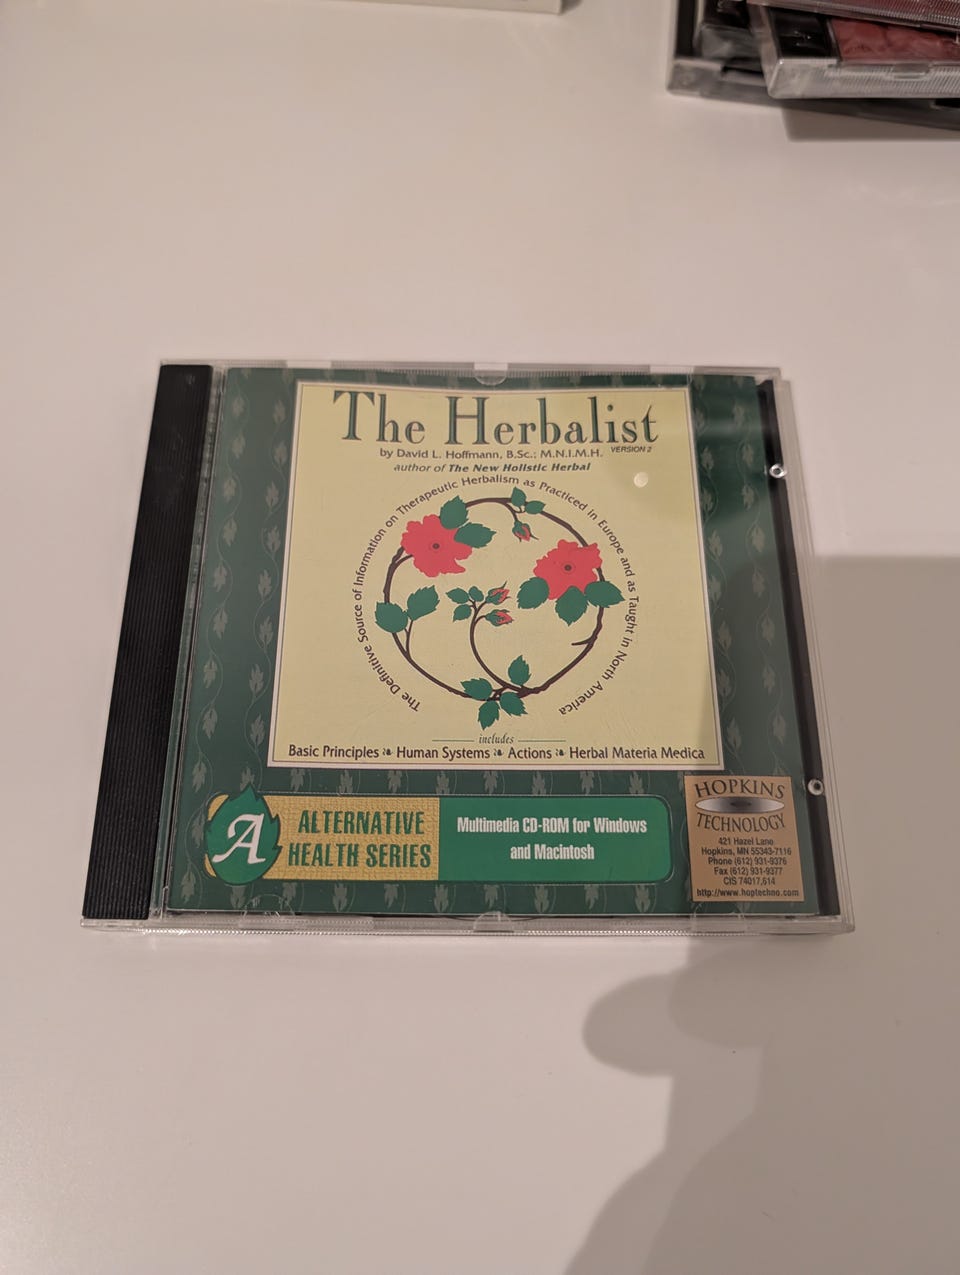 The Herbalist
VERSION 2
by David L. Hoffmann, B.Sc.; M.N.I.M.H.
author of The New Holistic Herbal
The Definitive Source of Information on Therapeutic Herbalism as Practiced in Europe and as Taught in North America
includes
Basic Principles ❧ Human Systems ❧ Actions ❧ Herbal Materia Medica
A
ALTERNATIVE
HEALTH SERIES
Multimedia CD-ROM for Windows
and Macintosh
HOPKINS
TECHNOLOGY
421 Hazel Lane
Hopkins, MN 55343-7116
Phone (612) 931-9376
Fax (612) 931-9377
CIS 74017,614
http://www.hoptechno.com